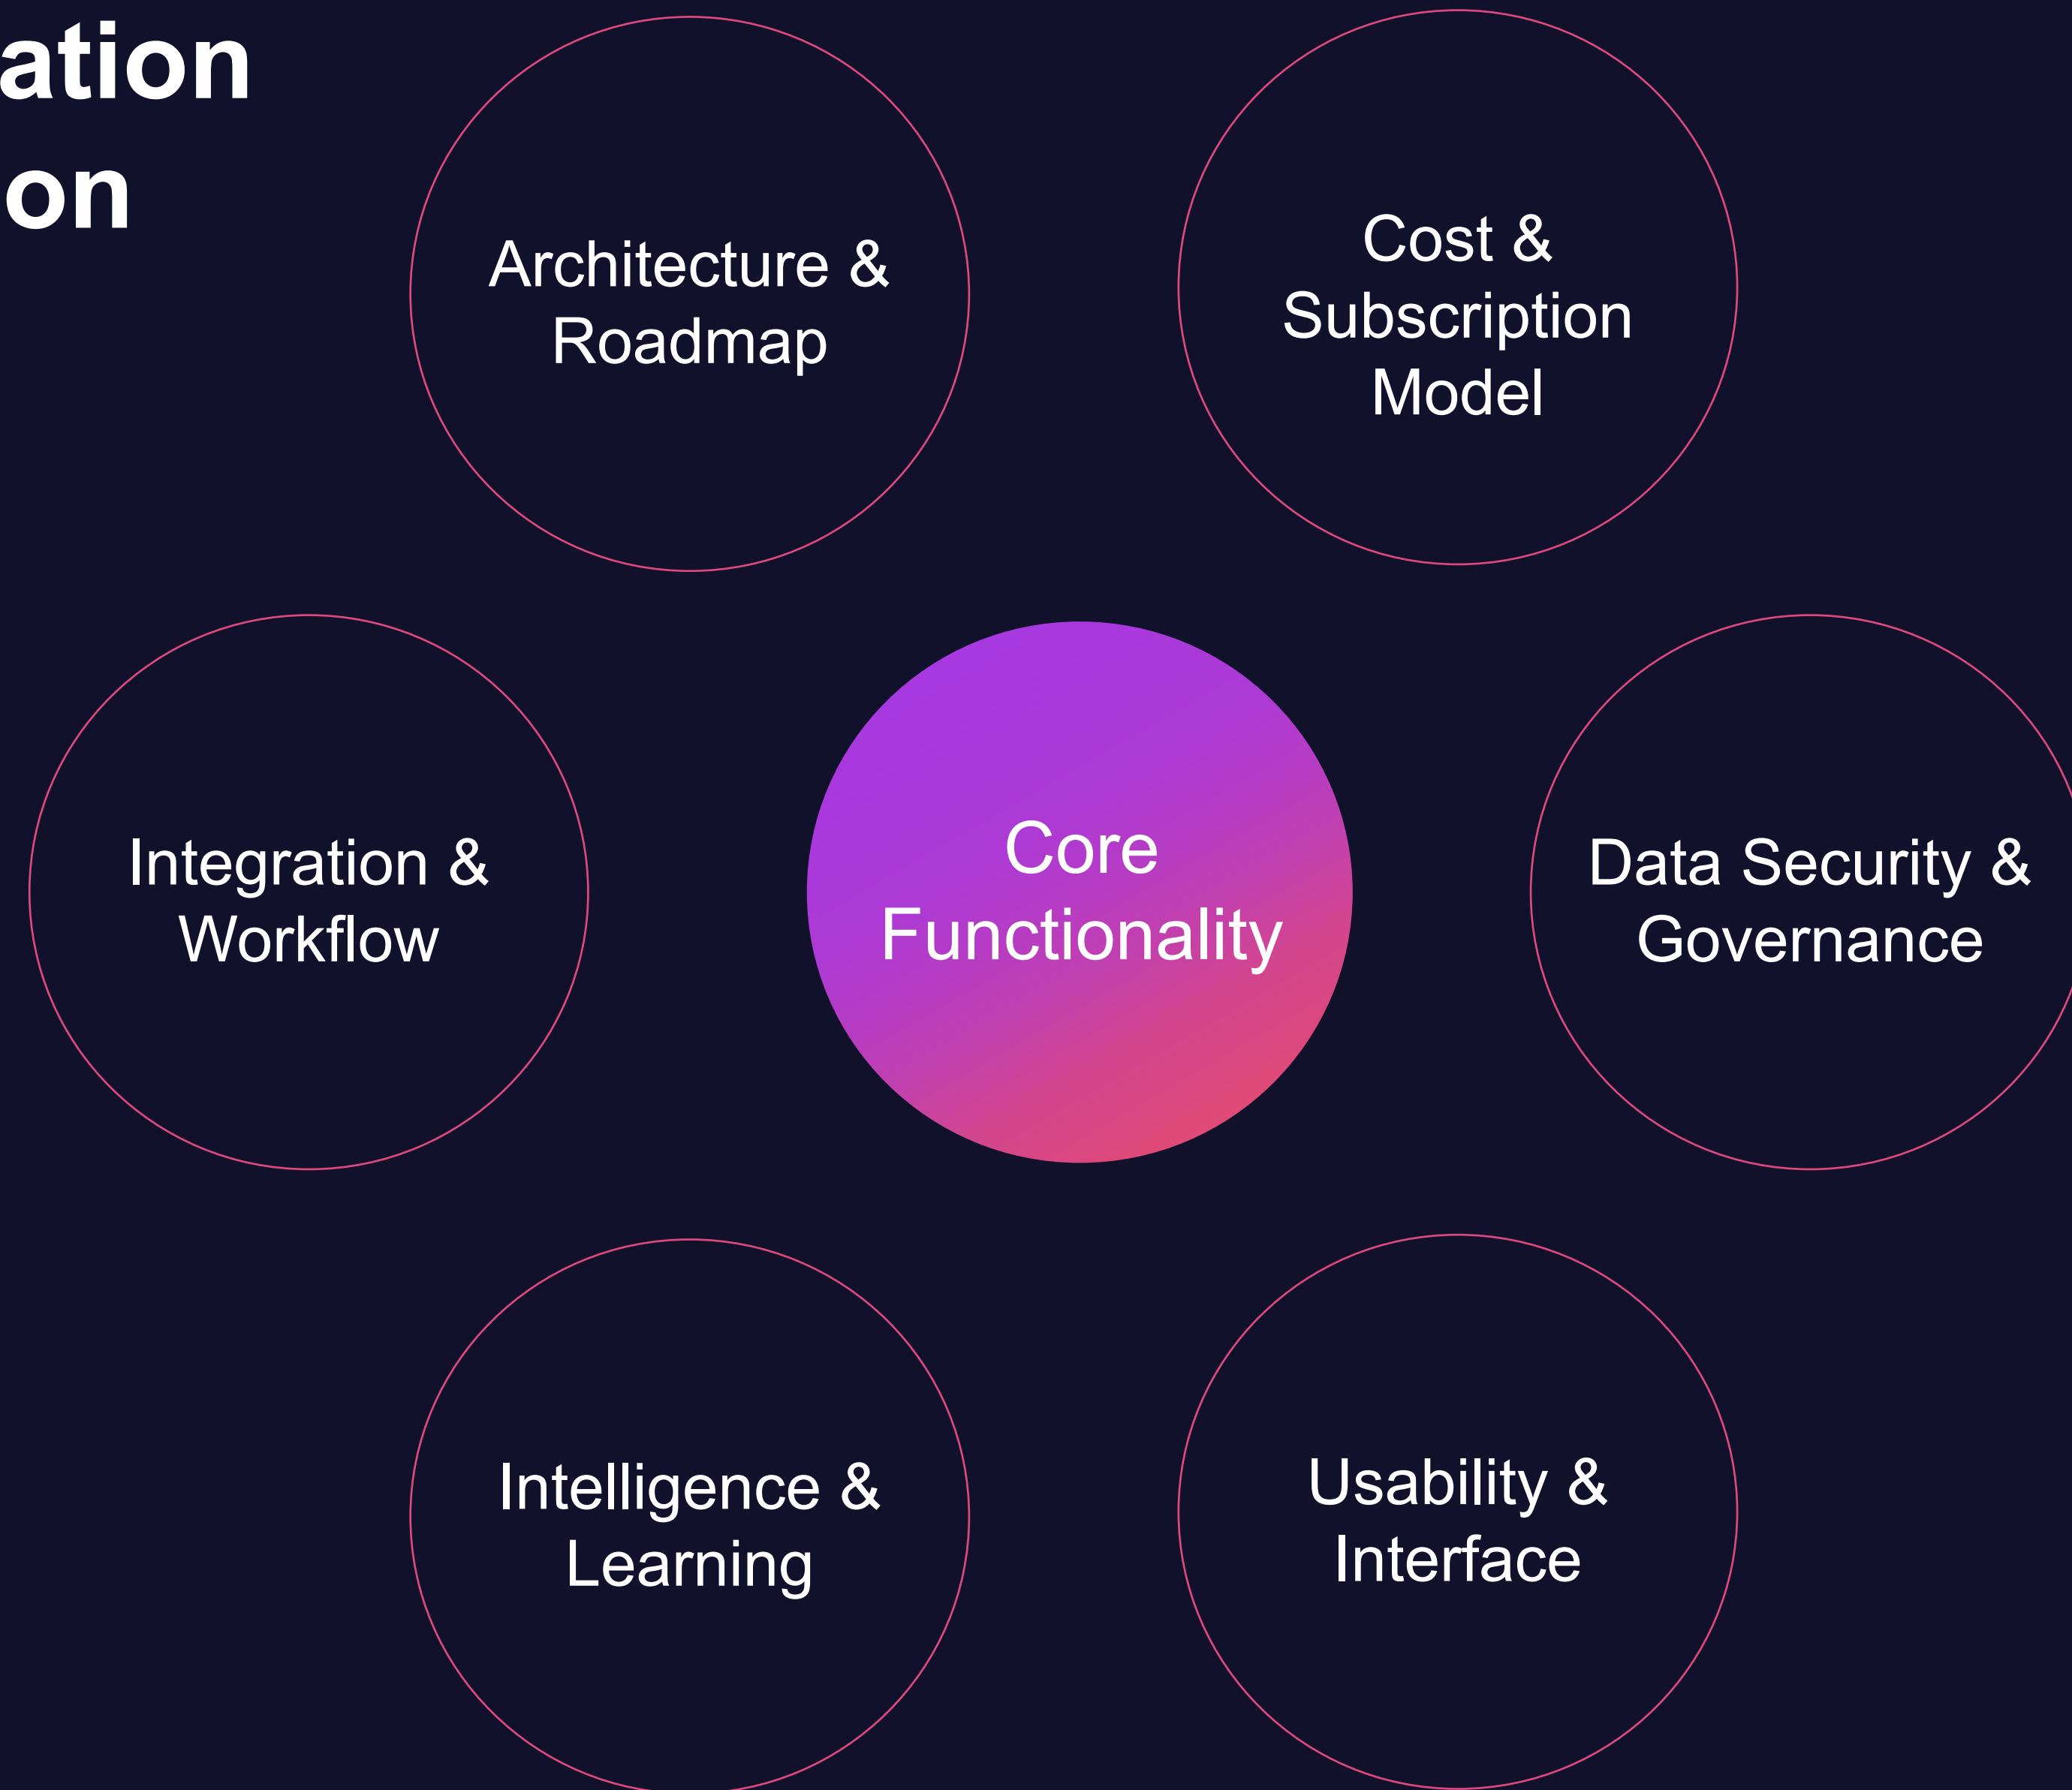 ation
on
Architecture &
Roadmap
Cost &
Subscription
Model
Integration &
Workflow
Core
Functionality
Data Security &
Governance
Intelligence &
Learning
Usability &
Interface